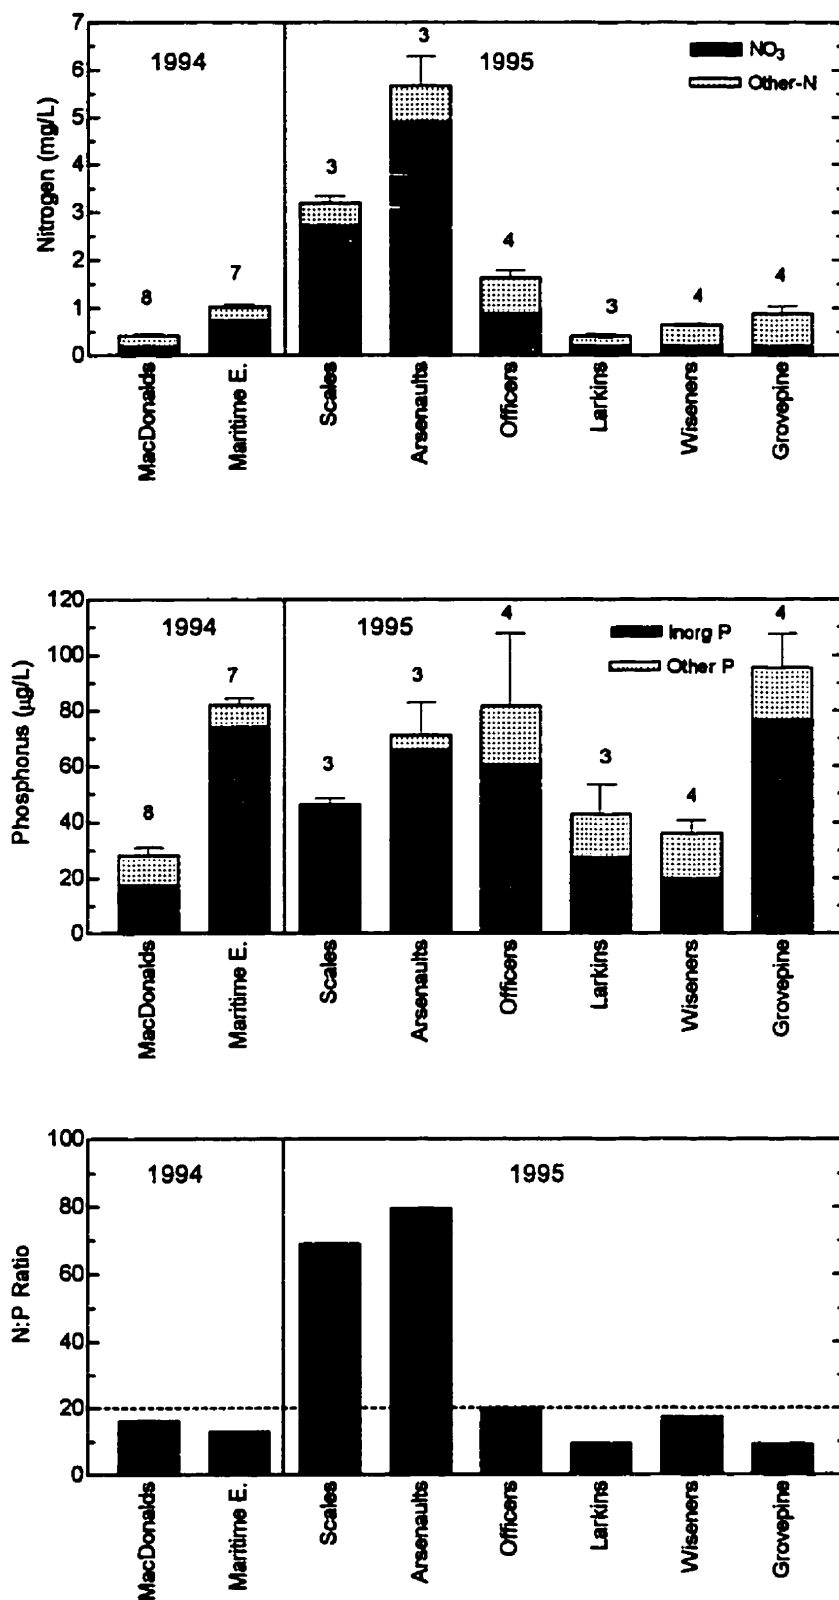 7
6
5
4
3
2
1
0
Nitrogen (mg/L)
1994
1995
NO3
Other-N
8
7
3
3
4
3
4
4
MacDonalds
Maritime E.
Scales
Arsenaults
Officers
Larkins
Wiseners
Grovepine
120
100
80
60
40
20
0
Phosphorus (µg/L)
1994
1995
Inorg P
Other P
8
7
3
3
4
3
4
4
MacDonalds
Maritime E.
Scales
Arsenaults
Officers
Larkins
Wiseners
Grovepine
100
80
60
40
20
0
N:P Ratio
1994
1995
MacDonalds
Maritime E.
Scales
Arsenaults
Officers
Larkins
Wiseners
Grovepine